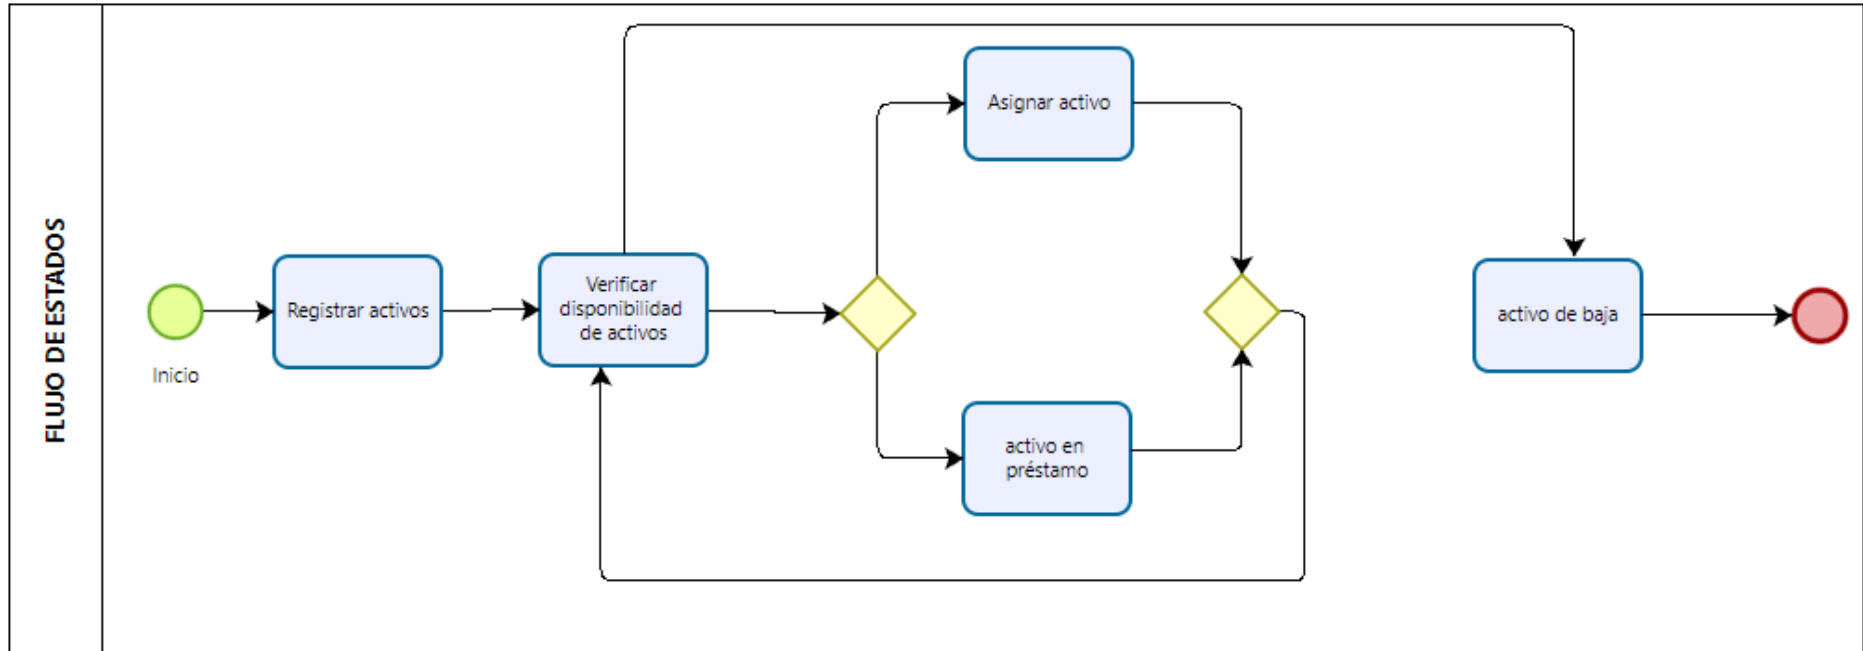 FLUJO DE ESTADOS
Inicio
Registrar activos
Verificar
disponibilidad
de activos
Asignar activo
activo en
préstamo
activo de baja